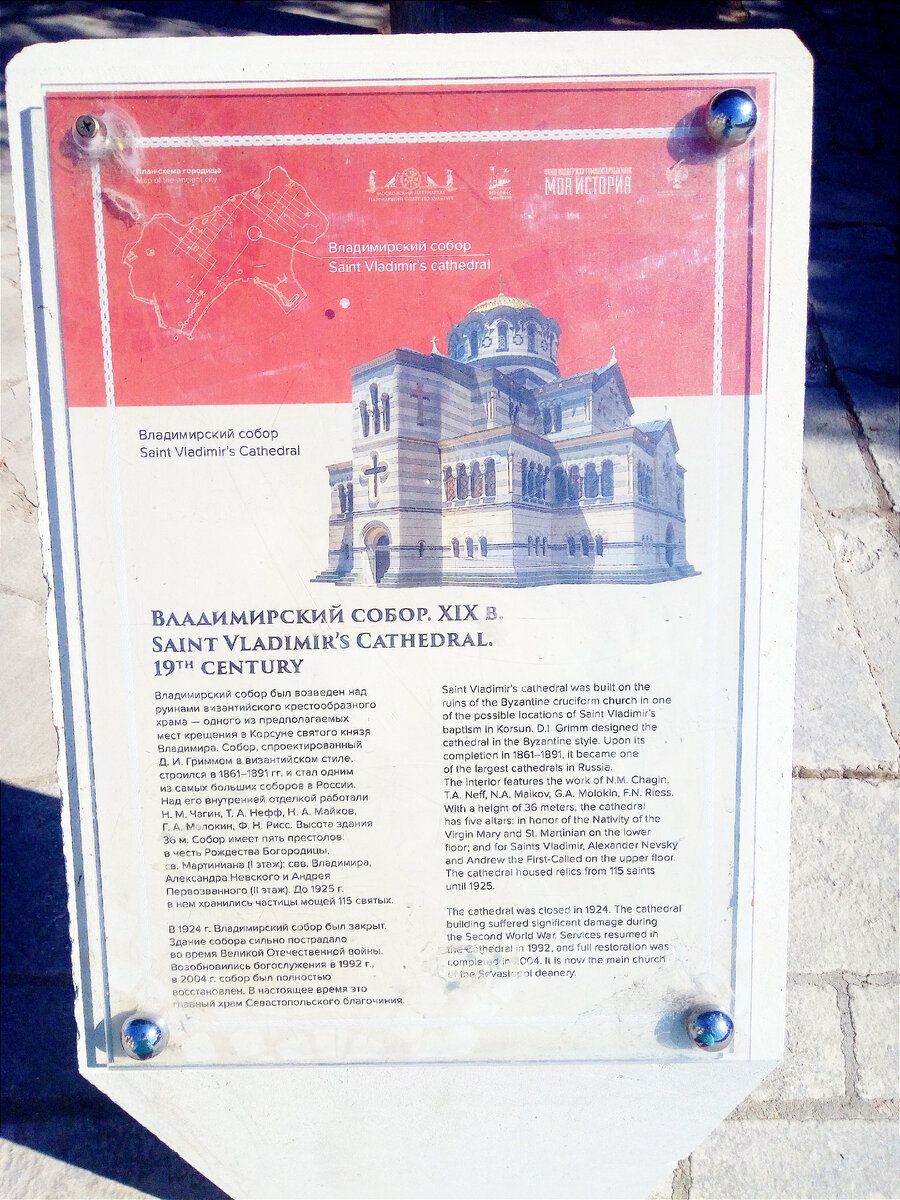 План-схема городища
Map of the ancient city
МОСКОВСКИЙ ПАТРИАРХАТ
ПАТРИАРШИЙ СОВЕТ ПО КУЛЬТУРЕ
МОЯ ИСТОРИЯ
Владимирский собор
Saint Vladimir's cathedral
Владимирский собор
Saint Vladimir's Cathedral
Владимирский собор. XIX в.
Saint Vladimir's Cathedral.
19TH century
Владимирский собор был возведен над
руинами византийского крестообразного
храма — одного из предполагаемых
мест крещения в Корсуне святого князя
Владимира. Собор, спроектированный
Д. И. Гриммом в византийском стиле,
строился в 1861–1891 гг. и стал одним
из самых больших соборов в России.
Над его внутренней отделкой работали
Н. М. Чагин, Т. А. Нефф, Н. А. Майков,
Г. А. Молокин, Ф. Н. Рисс. Высота здания
36 м. Собор имеет пять престолов:
в честь Рождества Богородицы,
св. Мартиниана (I этаж); свв. Владимира,
Александра Невского и Андрея
Первозванного (II этаж). До 1925 г.
в нем хранились частицы мощей 115 святых.
В 1924 г. Владимирский собор был закрыт.
Здание собора сильно пострадало
во время Великой Отечественной войны.
Возобновились богослужения в 1992 г.,
в 2004 г. собор был полностью
восстановлен. В настоящее время это
главный храм Севастопольского благочиния.
Saint Vladimir's cathedral was built on the
ruins of the Byzantine cruciform church in one
of the possible locations of Saint Vladimir's
baptism in Korsun. D.I. Grimm designed the
cathedral in the Byzantine style. Upon its
completion in 1861–1891, it became one
of the largest cathedrals in Russia.
The interior features the work of N.M. Chagin,
T.A. Neff, N.A. Maikov, G.A. Molokin, F.N. Riess.
With a height of 36 meters, the cathedral
has five altars: in honor of the Nativity of the
Virgin Mary and St. Martinian on the lower
floor; and for Saints Vladimir, Alexander Nevsky
and Andrew the First-Called on the upper floor.
The cathedral housed relics from 115 saints
until 1925.
The cathedral was closed in 1924. The cathedral
building suffered significant damage during
the Second World War. Services resumed in
the cathedral in 1992, and full restoration was
completed in 2004. It is now the main church
of the Sevastopol deanery.